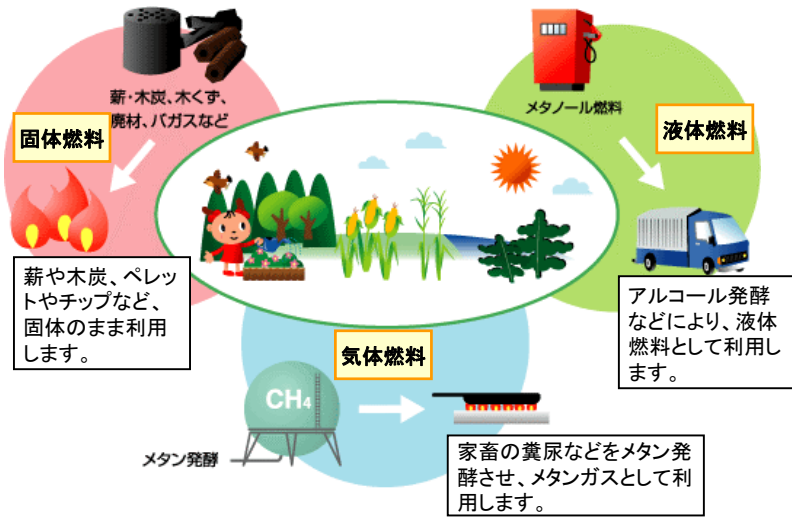 薪・木炭、木くず、
廃材、バガスなど
固体燃料
薪や木炭、ペレッ
トやチップなど、
固体のまま利用
します。
メタノール燃料
液体燃料
アルコール発酵
などにより、液体
燃料として利用し
ます。
気体燃料
CH₄
メタン発酵
家畜の糞尿などをメタン発
酵させ、メタンガスとして利
用します。